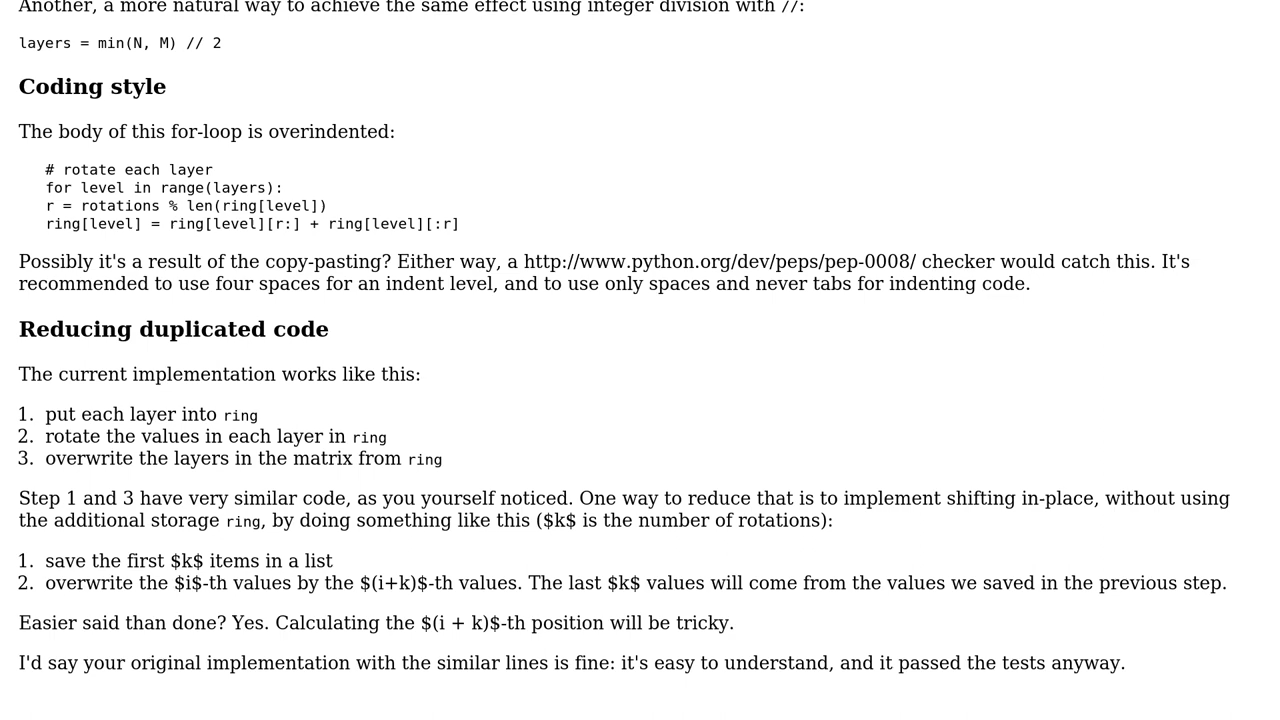 Another, a more natural way to achieve the same effect using integer division with //:
layers = min(N, M) // 2
Coding style
The body of this for-loop is overindented:
# rotate each layer
for level in range(layers):
r = rotations % len(ring[level])
ring[level] = ring[level][r:] + ring[level][:r]
Possibly it's a result of the copy-pasting? Either way, a http://www.python.org/dev/peps/pep-0008/ checker would catch this. It's
recommended to use four spaces for an indent level, and to use only spaces and never tabs for indenting code.
Reducing duplicated code
The current implementation works like this:
1. put each layer into ring
2. rotate the values in each layer in ring
3. overwrite the layers in the matrix from ring
Step 1 and 3 have very similar code, as you yourself noticed. One way to reduce that is to implement shifting in-place, without using
the additional storage ring, by doing something like this ($k$ is the number of rotations):
1. save the first $k$ items in a list
2. overwrite the $i$-th values by the $(i+k)$-th values. The last $k$ values will come from the values we saved in the previous step.
Easier said than done? Yes. Calculating the $(i + k)$-th position will be tricky.
I'd say your original implementation with the similar lines is fine: it's easy to understand, and it passed the tests anyway.